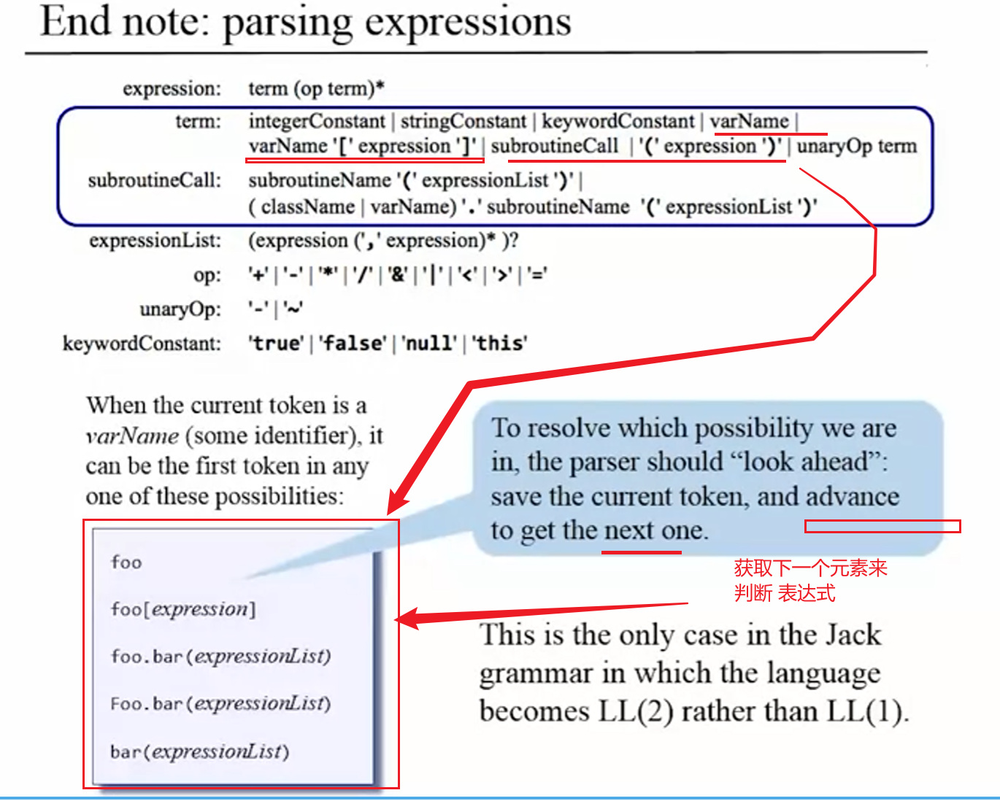 End note: parsing expressions
expression: term (op term)*
term: integerConstant | stringConstant | keywordConstant | varName |
varName '[' expression ']' | subroutineCall | '(' expression ')' | unaryOp term
subroutineCall: subroutineName '(' expressionList ')' |
( className | varName) '.' subroutineName '(' expressionList ')'
expressionList: (expression (',' expression)* )?
op: '+' | '-' | '*' | '/' | '&' | '|' | '<' | '>' | '='
unaryOp: '-' | '~'
keywordConstant: 'true' | 'false' | 'null' | 'this'
When the current token is a
varName (some identifier), it
can be the first token in any
one of these possibilities:
foo
foo[expression]
foo.bar(expressionList)
Foo.bar(expressionList)
bar(expressionList)
To resolve which possibility we are
in, the parser should “look ahead”:
save the current token, and advance
to get the next one.
获取下一个元素来
判断 表达式
This is the only case in the Jack
grammar in which the language
becomes LL(2) rather than LL(1).